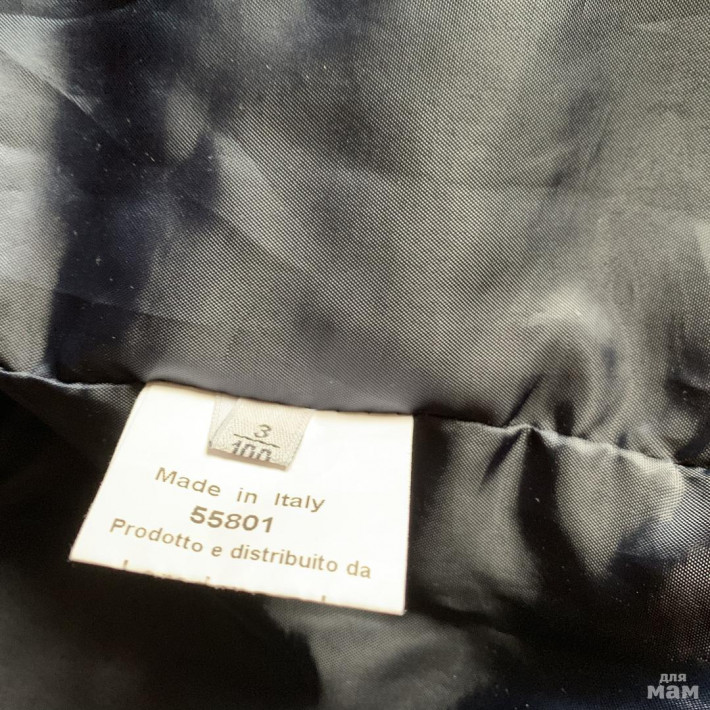 3
100
Made in Italy
55801
Prodotto e distribuito da
для
мам